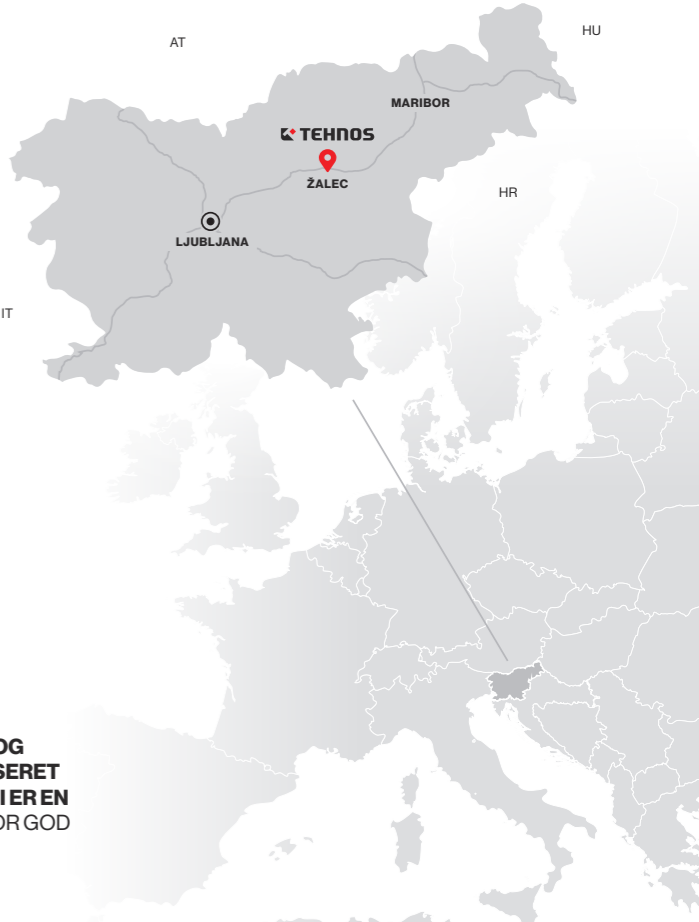 AT
HU
MARIBOR
TEHNOS
ŽALEC
HR
LJUBLJANA
IT
OG
SERET
I ER EN
OR GOD